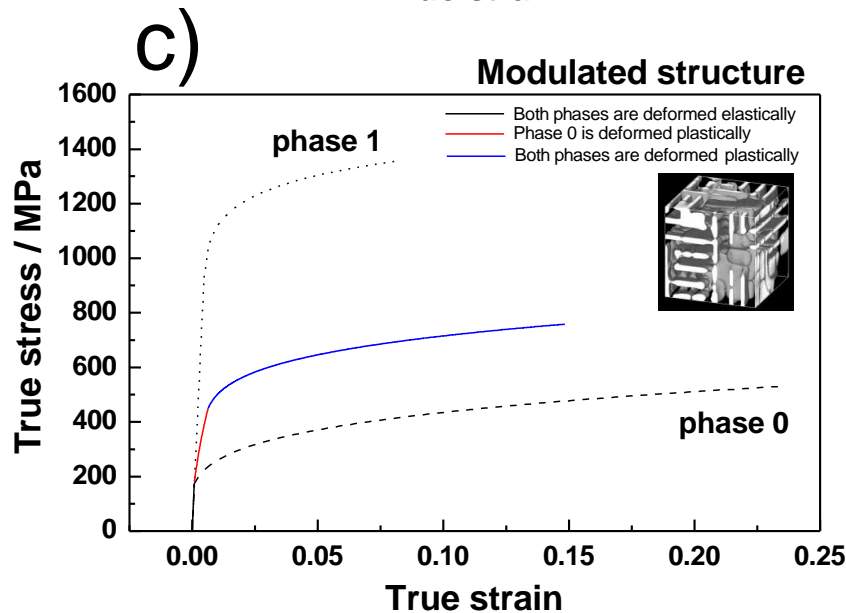 c)
Modulated structure
1600
1400
1200
1000
800
600
400
200
0
True stress / MPa
Both phases are deformed elastically
Phase 0 is deformed plastically
Both phases are deformed plastically
phase 1
phase 0
0.00 0.05 0.10 0.15 0.20 0.25
True strain